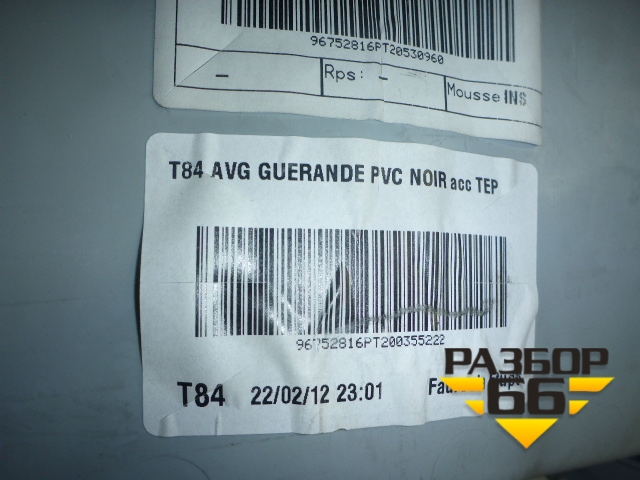 96752816PT20530960
- Rps: - Mousse INS
T84 AVG GUERANDE PVC NOIR acc TEP
96752816PT200355222
T84 22/02/12 23:01
РАЗБОР
66